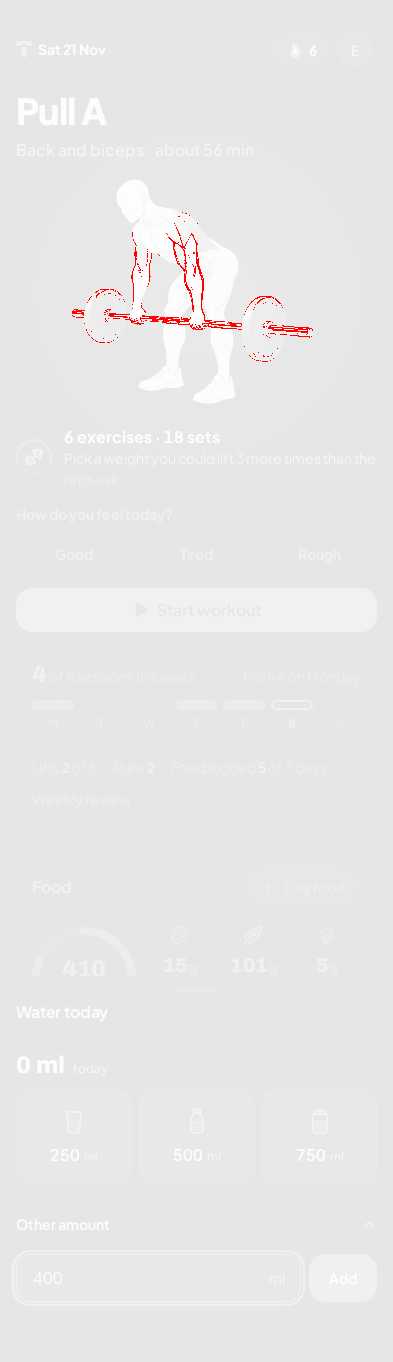 Sat 21 Nov
6
E
Pull A
Back and biceps · about 56 min
6 exercises · 18 sets
Pick a weight you could lift 3 more times than the
reps ask.
How do you feel today?
Good
Tired
Rough
Start workout
4 of 8 sessions this week
Push A on Monday
M T W T F S S
Lifts 2 of 6 Runs 2 Food logged 5 of 7 days
Weekly review
Food
+ Log food
410
15g
101g
5g
Water today
0 ml today
250 ml
500 ml
750 ml
Other amount
400 ml
Add